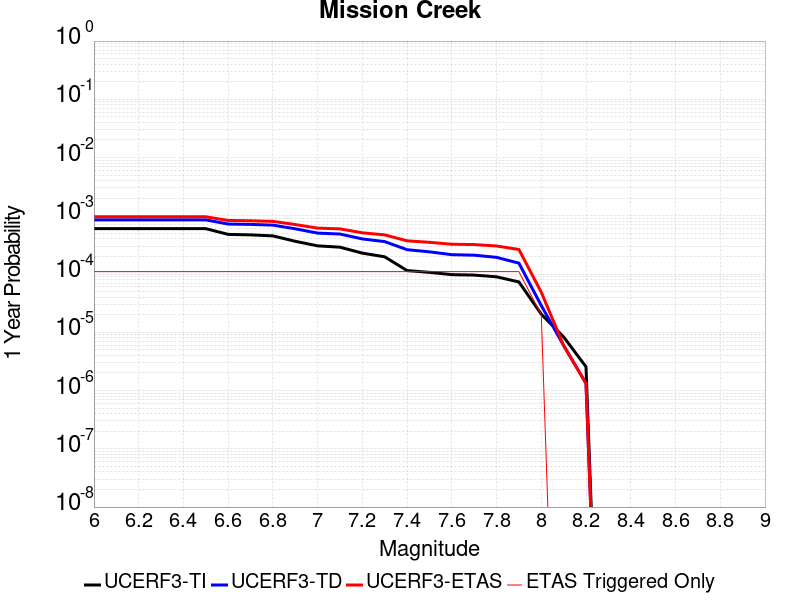 Mission Creek
10^0
10^-1
10^-2
10^-3
10^-4
10^-5
10^-6
10^-7
10^-8
1 Year Probability
6 6.2 6.4 6.6 6.8 7 7.2 7.4 7.6 7.8 8 8.2 8.4 8.6 8.8 9
Magnitude
UCERF3-TI UCERF3-TD UCERF3-ETAS ETAS Triggered Only